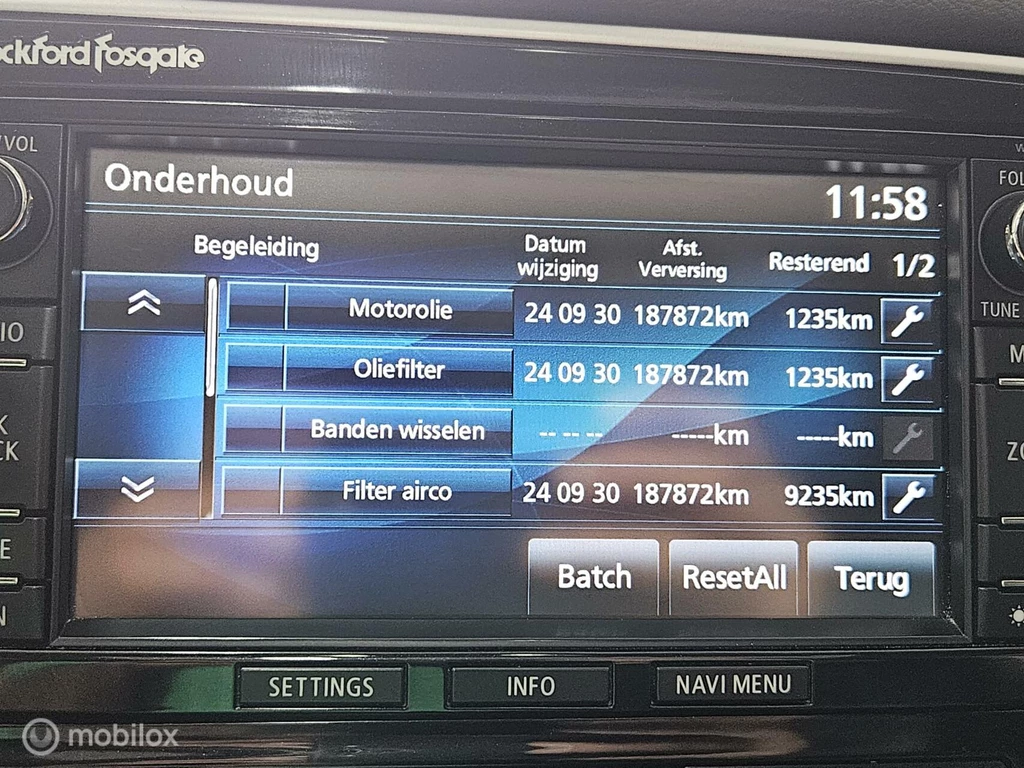 Rockford Fosgate
/VOL
Onderhoud
11:58
FOL
Begeleiding
Datum wijziging
Afst. Verversing
Resterend
1/2
Motorolie 24 09 30 187872km 1235km
TUNE
Oliefilter 24 09 30 187872km 1235km
Banden wisselen -- -- -- -----km -----km
Filter airco 24 09 30 187872km 9235km
Batch ResetAll Terug
SETTINGS INFO NAVI MENU
mobilox